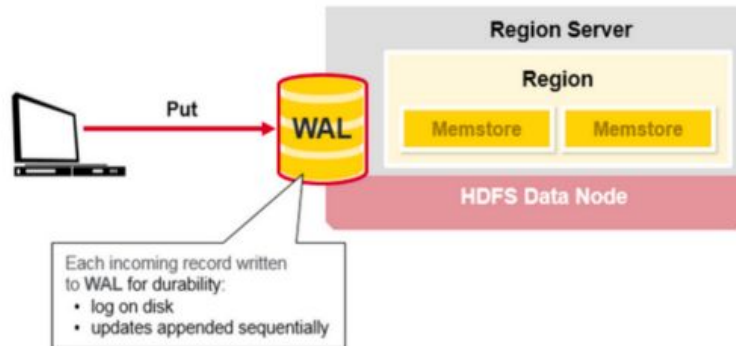 Region Server
Region
Put
WAL
Memstore
Memstore
HDFS Data Node
Each incoming record written
to WAL for durability:
• log on disk
• updates appended sequentially